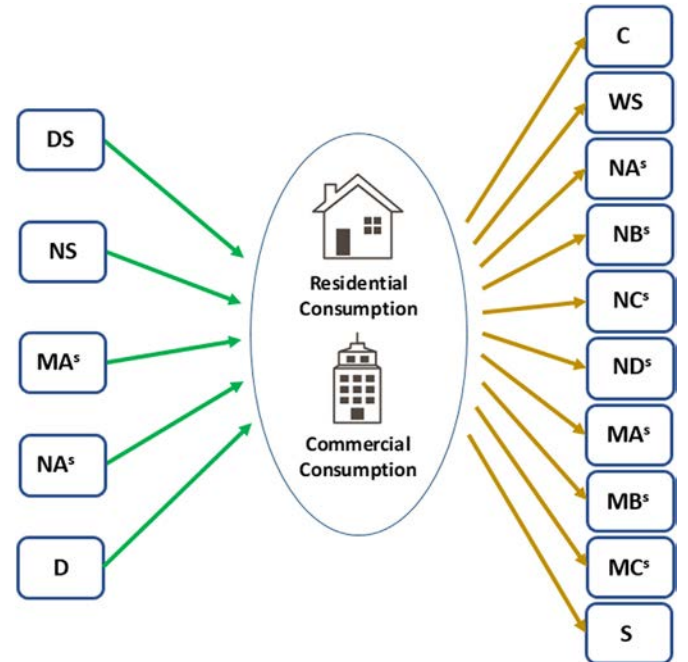 DS
NS
MAˢ
NAˢ
D
Residential
Consumption
Commercial
Consumption
C
WS
NAˢ
NBˢ
NCˢ
NDˢ
MAˢ
MBˢ
MCˢ
S